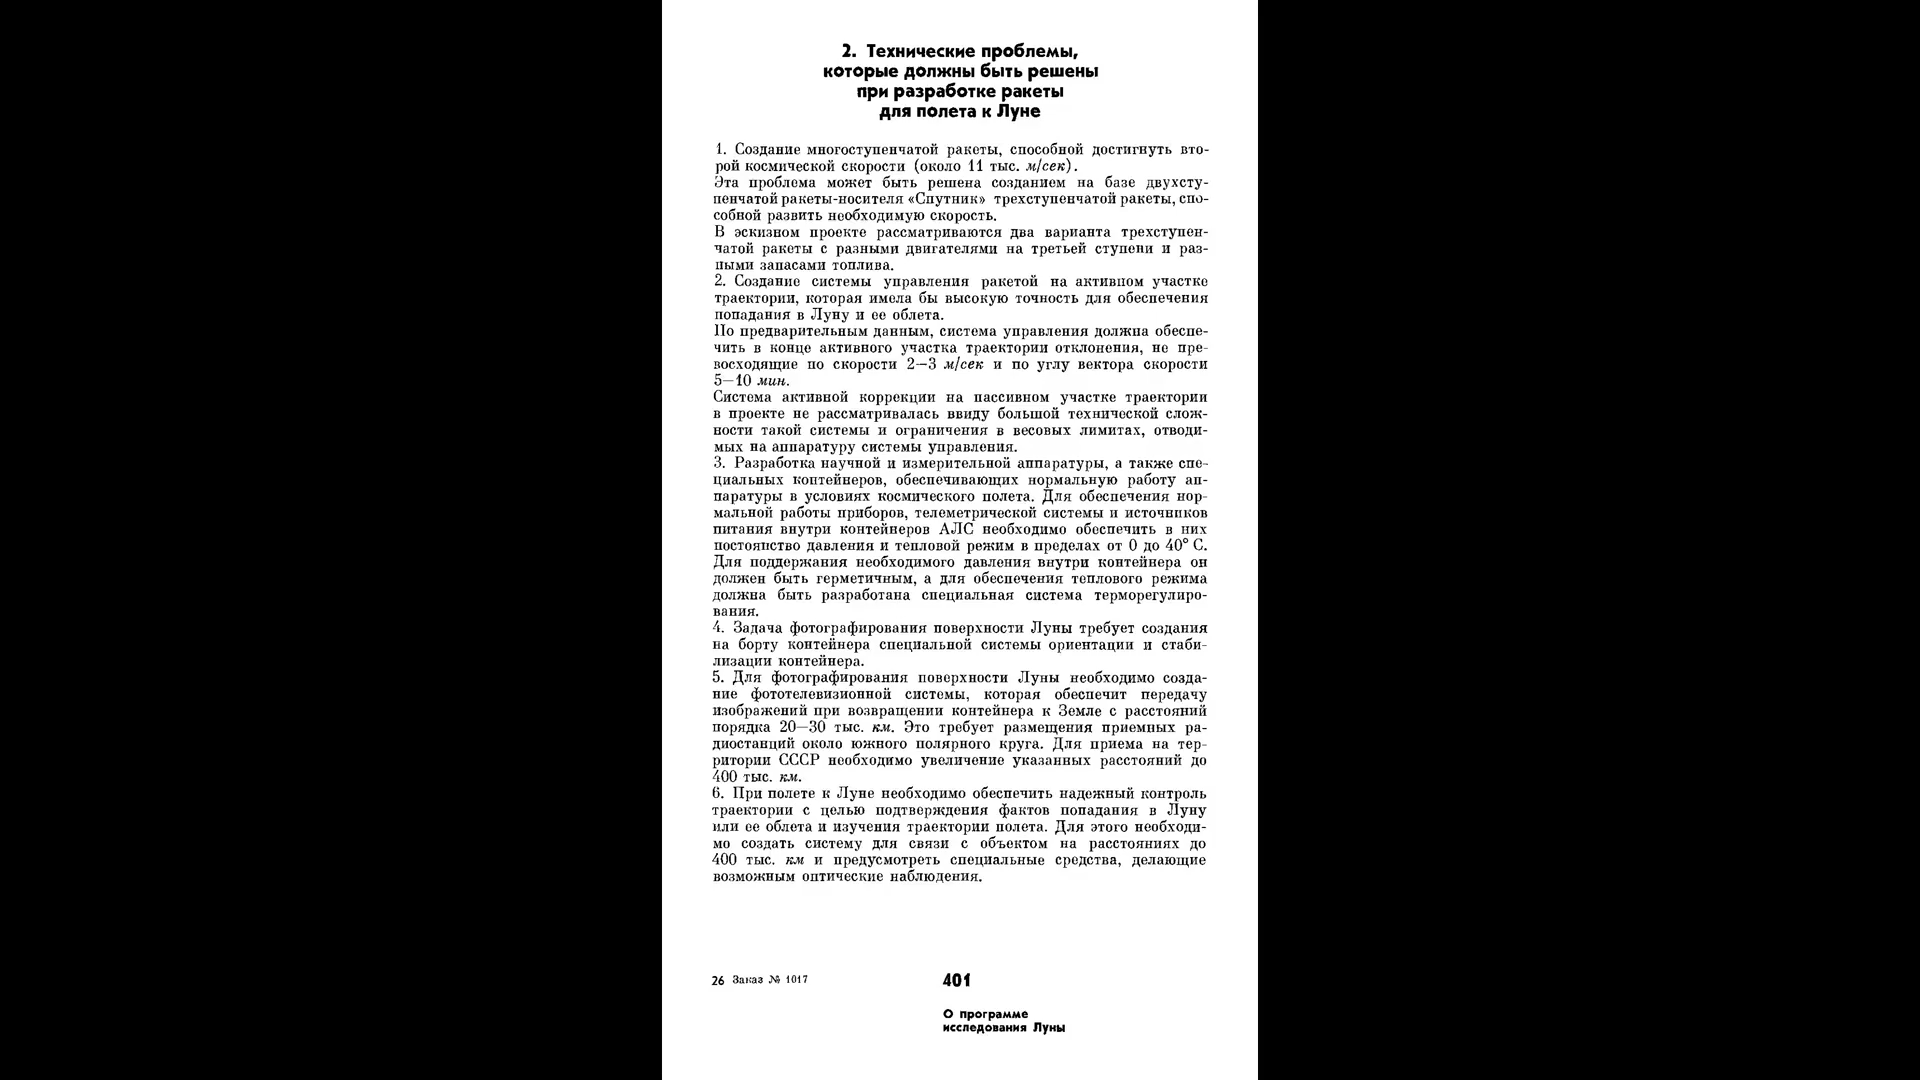 2. Технические проблемы,
которые должны быть решены
при разработке ракеты
для полета к Луне
1. Создание многоступенчатой ракеты, способной достигнуть вто-
рой космической скорости (около 11 тыс. м/сек).
Эта проблема может быть решена созданием на базе двухсту-
пенчатой ракеты-носителя «Спутник» трехступенчатой ракеты, спо-
собной развить необходимую скорость.
В эскизном проекте рассматриваются два варианта трехступен-
чатой ракеты с разными двигателями на третьей ступени и раз-
ными запасами топлива.
2. Создание системы управления ракетой на активном участке
траектории, которая имела бы высокую точность для обеспечения
попадания в Луну и ее облета.
По предварительным данным, система управления должна обеспе-
чить в конце активного участка траектории отклонения, не пре-
восходящие по скорости 2—3 м/сек и по углу вектора скорости
5—10 мин.
Система активной коррекции на пассивном участке траектории
в проекте не рассматривалась ввиду большой технической слож-
ности такой системы и ограничения в весовых лимитах, отводи-
мых на аппаратуру системы управления.
3. Разработка научной и измерительной аппаратуры, а также спе-
циальных контейнеров, обеспечивающих нормальную работу ап-
паратуры в условиях космического полета. Для обеспечения нор-
мальной работы приборов, телеметрической системы и источников
питания внутри контейнеров АЛС необходимо обеспечить в них
постоянство давления и тепловой режим в пределах от 0 до 40° С.
Для поддержания необходимого давления внутри контейнера он
должен быть герметичным, а для обеспечения теплового режима
должна быть разработана специальная система терморегулиро-
вания.
4. Задача фотографирования поверхности Луны требует создания
на борту контейнера специальной системы ориентации и стаби-
лизации контейнера.
5. Для фотографирования поверхности Луны необходимо созда-
ние фототелевизионной системы, которая обеспечит передачу
изображений при возвращении контейнера к Земле с расстояний
порядка 20—30 тыс. км. Это требует размещения приемных ра-
диостанций около южного полярного круга. Для приема на тер-
ритории СССР необходимо увеличение указанных расстояний до
400 тыс. км.
6. При полете к Луне необходимо обеспечить надежный контроль
траектории с целью подтверждения фактов попадания в Луну
или ее облета и изучения траектории полета. Для этого необходи-
мо создать систему для связи с объектом на расстояниях до
400 тыс. км и предусмотреть специальные средства, делающие
возможным оптические наблюдения.
26 Заказ № 1017
401
О программе
исследования Луны